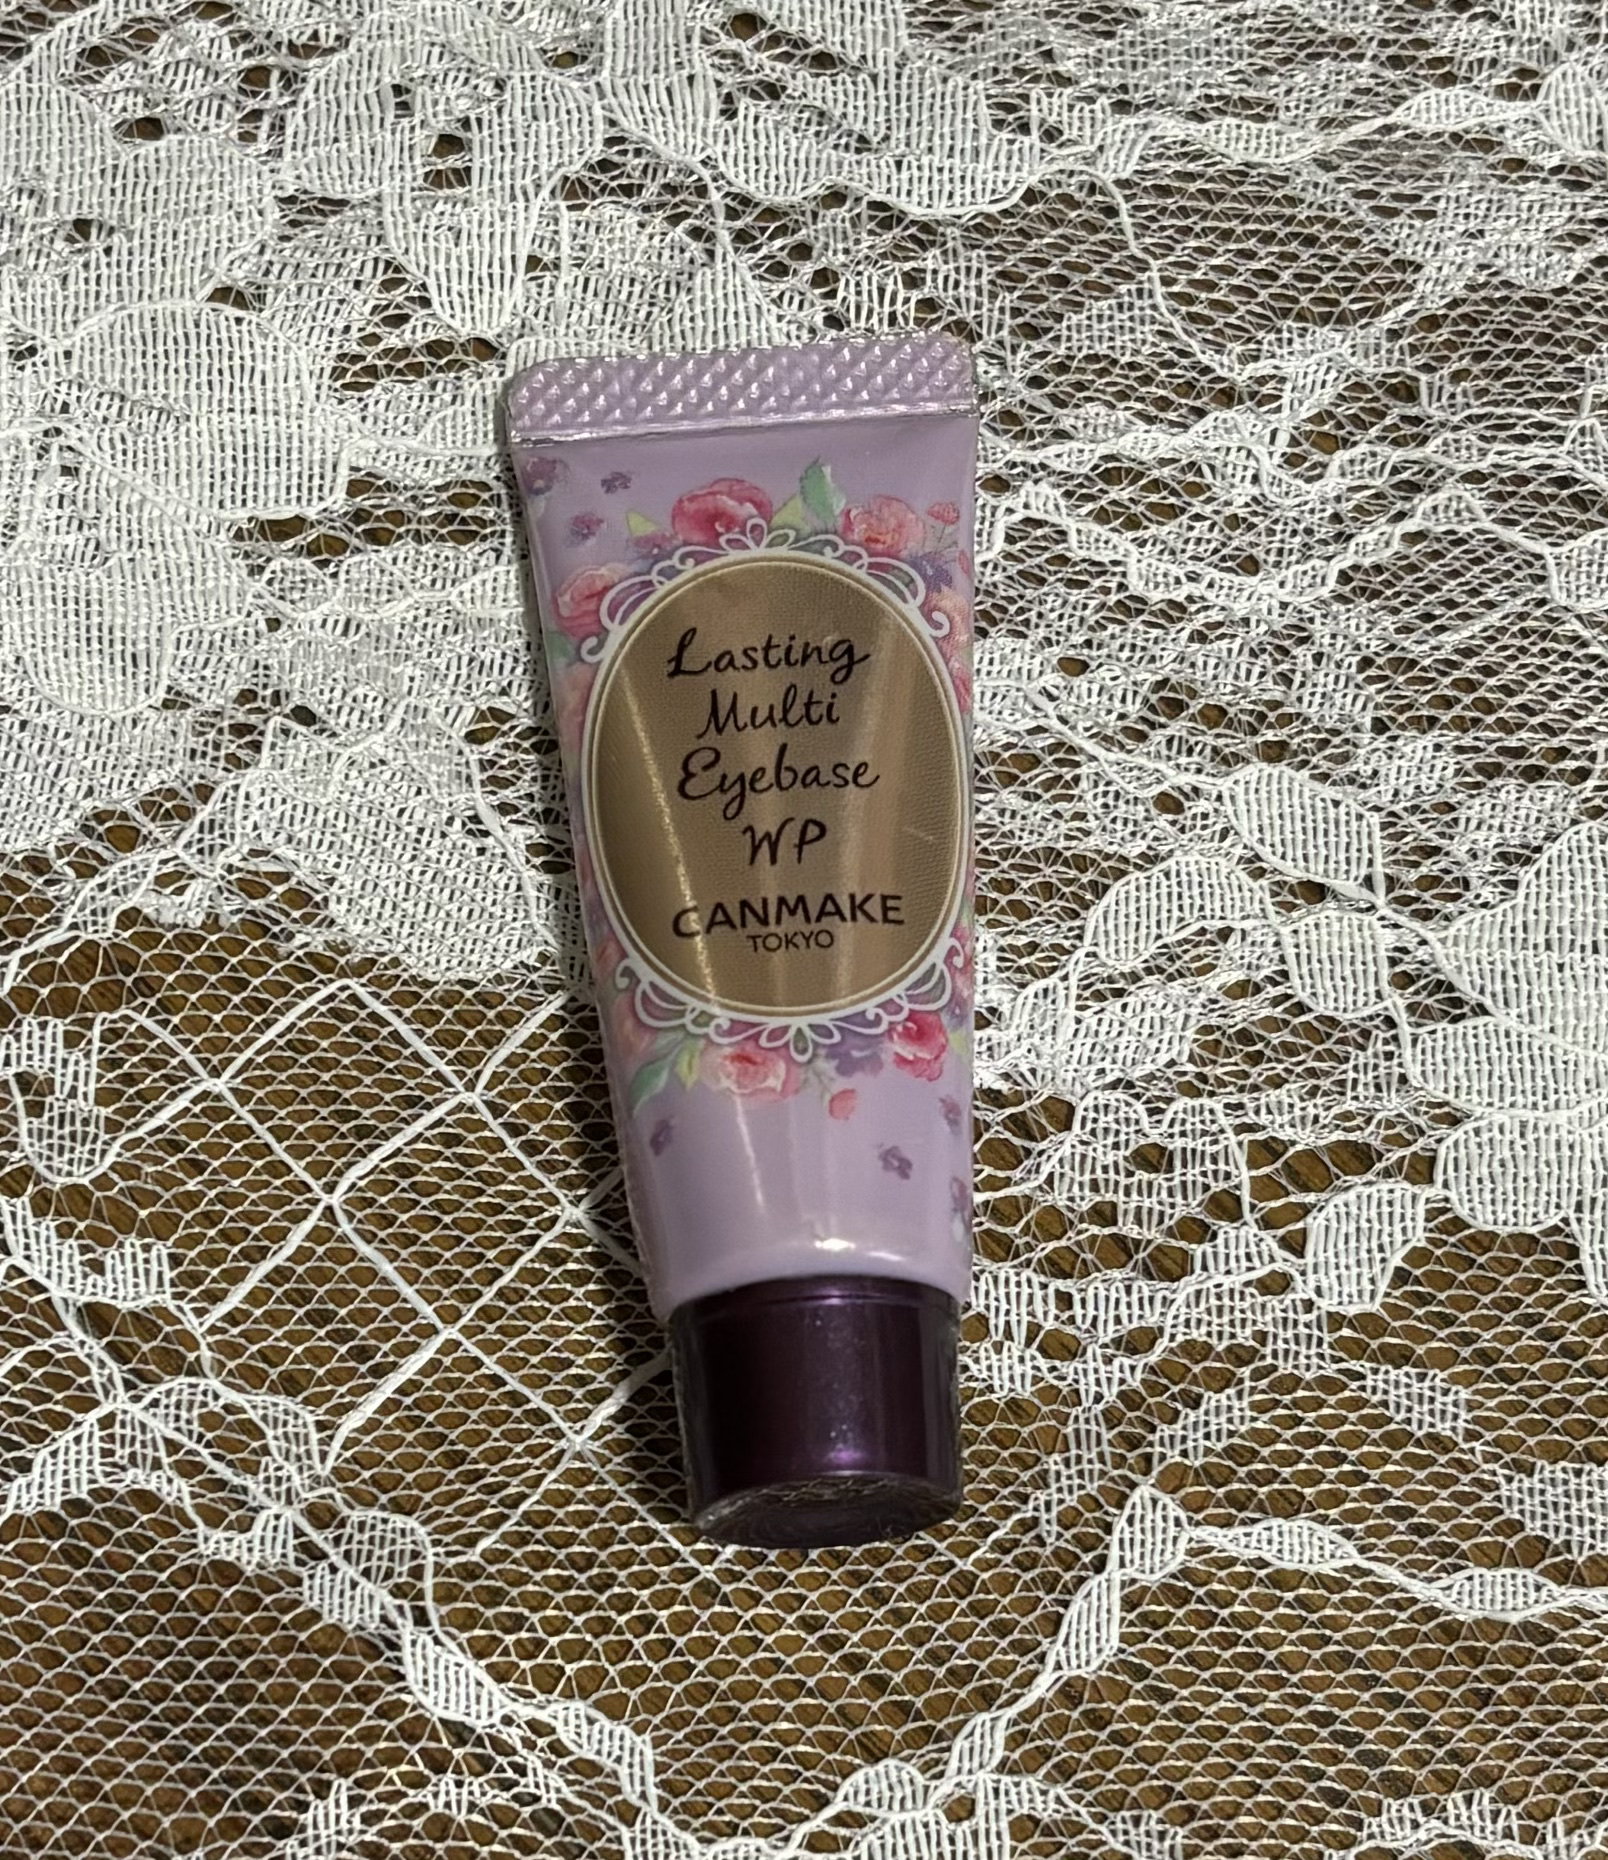 Lasting
Multi
Eyebase
WP
CANMAKE
TOKYO